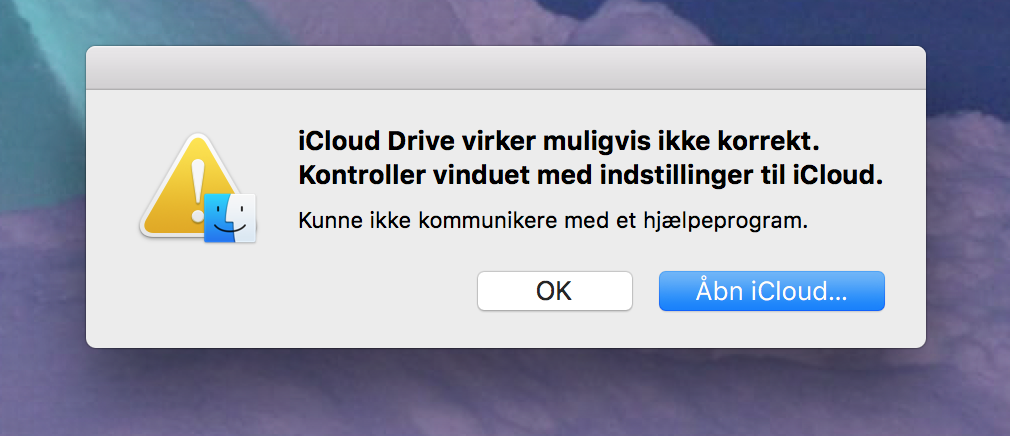 iCloud Drive virker muligvis ikke korrekt.
Kontroller vinduet med indstillinger til iCloud.
Kunne ikke kommunikere med et hjælpeprogram.
OK
Åbn iCloud...